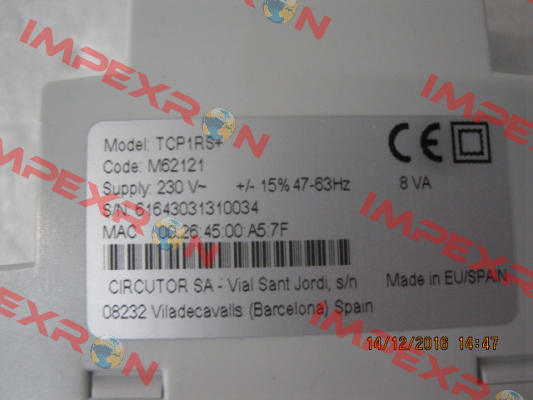 IMPEXRON
IMPEXRON
Model: TCP1RS+
Code: M62121
Supply: 230 V~ +/- 15% 47-63Hz 8 VA
S/N: 61643031310034
MAC 00:26:45:00:A5:7F
CIRCUTOR SA - Vial Sant Jordi, s/n Made in EU/SPAIN
08232 Viladecavalls (Barcelona) Spain
14/12/2016 14:47
IMPEXRON
IMPEXRON